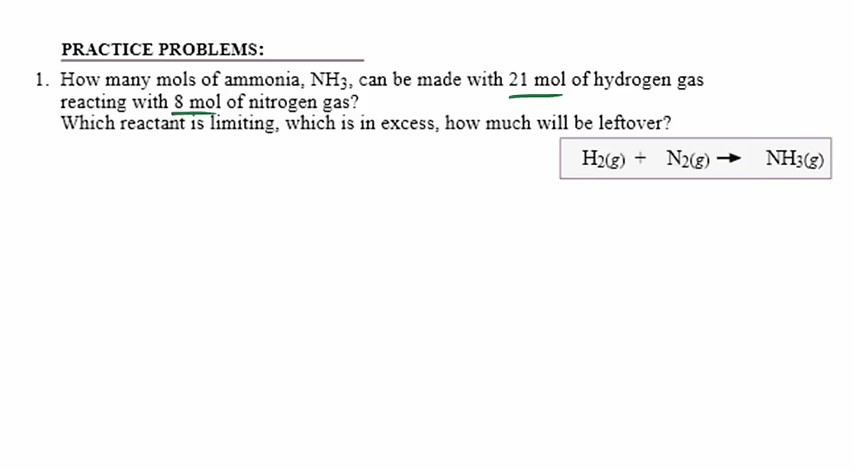 PRACTICE PROBLEMS:
1. How many mols of ammonia, NH3, can be made with 21 mol of hydrogen gas
reacting with 8 mol of nitrogen gas?
Which reactant is limiting, which is in excess, how much will be leftover?
H2(g) + N2(g) → NH3(g)